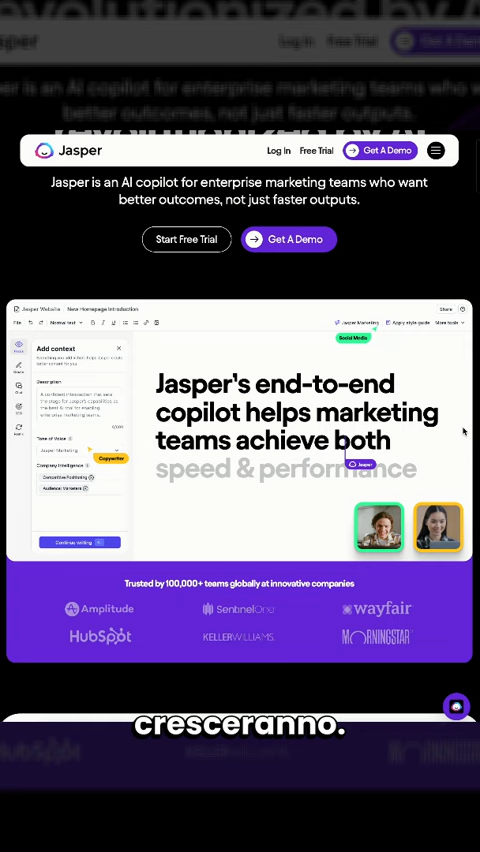 Jasper
Log In Free Trial Get A Demo
Jasper is an AI copilot for enterprise marketing teams who want
better outcomes, not just faster outputs.
Start Free Trial Get A Demo
Jasper Website New Homepage Introduction Share
File Normal text Jasper Marketing Apply style guide More tools
Social Media
Add context
Description
Tone of Voice
Jasper Marketing
Copywriter
Company Intelligence
Competitive Positioning
Audience: Marketers
Continue writing
Jasper's end-to-end
copilot helps marketing
teams achieve both
speed & performance
Jasper
Trusted by 100,000+ teams globally at innovative companies
Amplitude SentinelOne wayfair
HubSpot KELLERWILLIAMS. MORNINGSTAR
cresceranno.